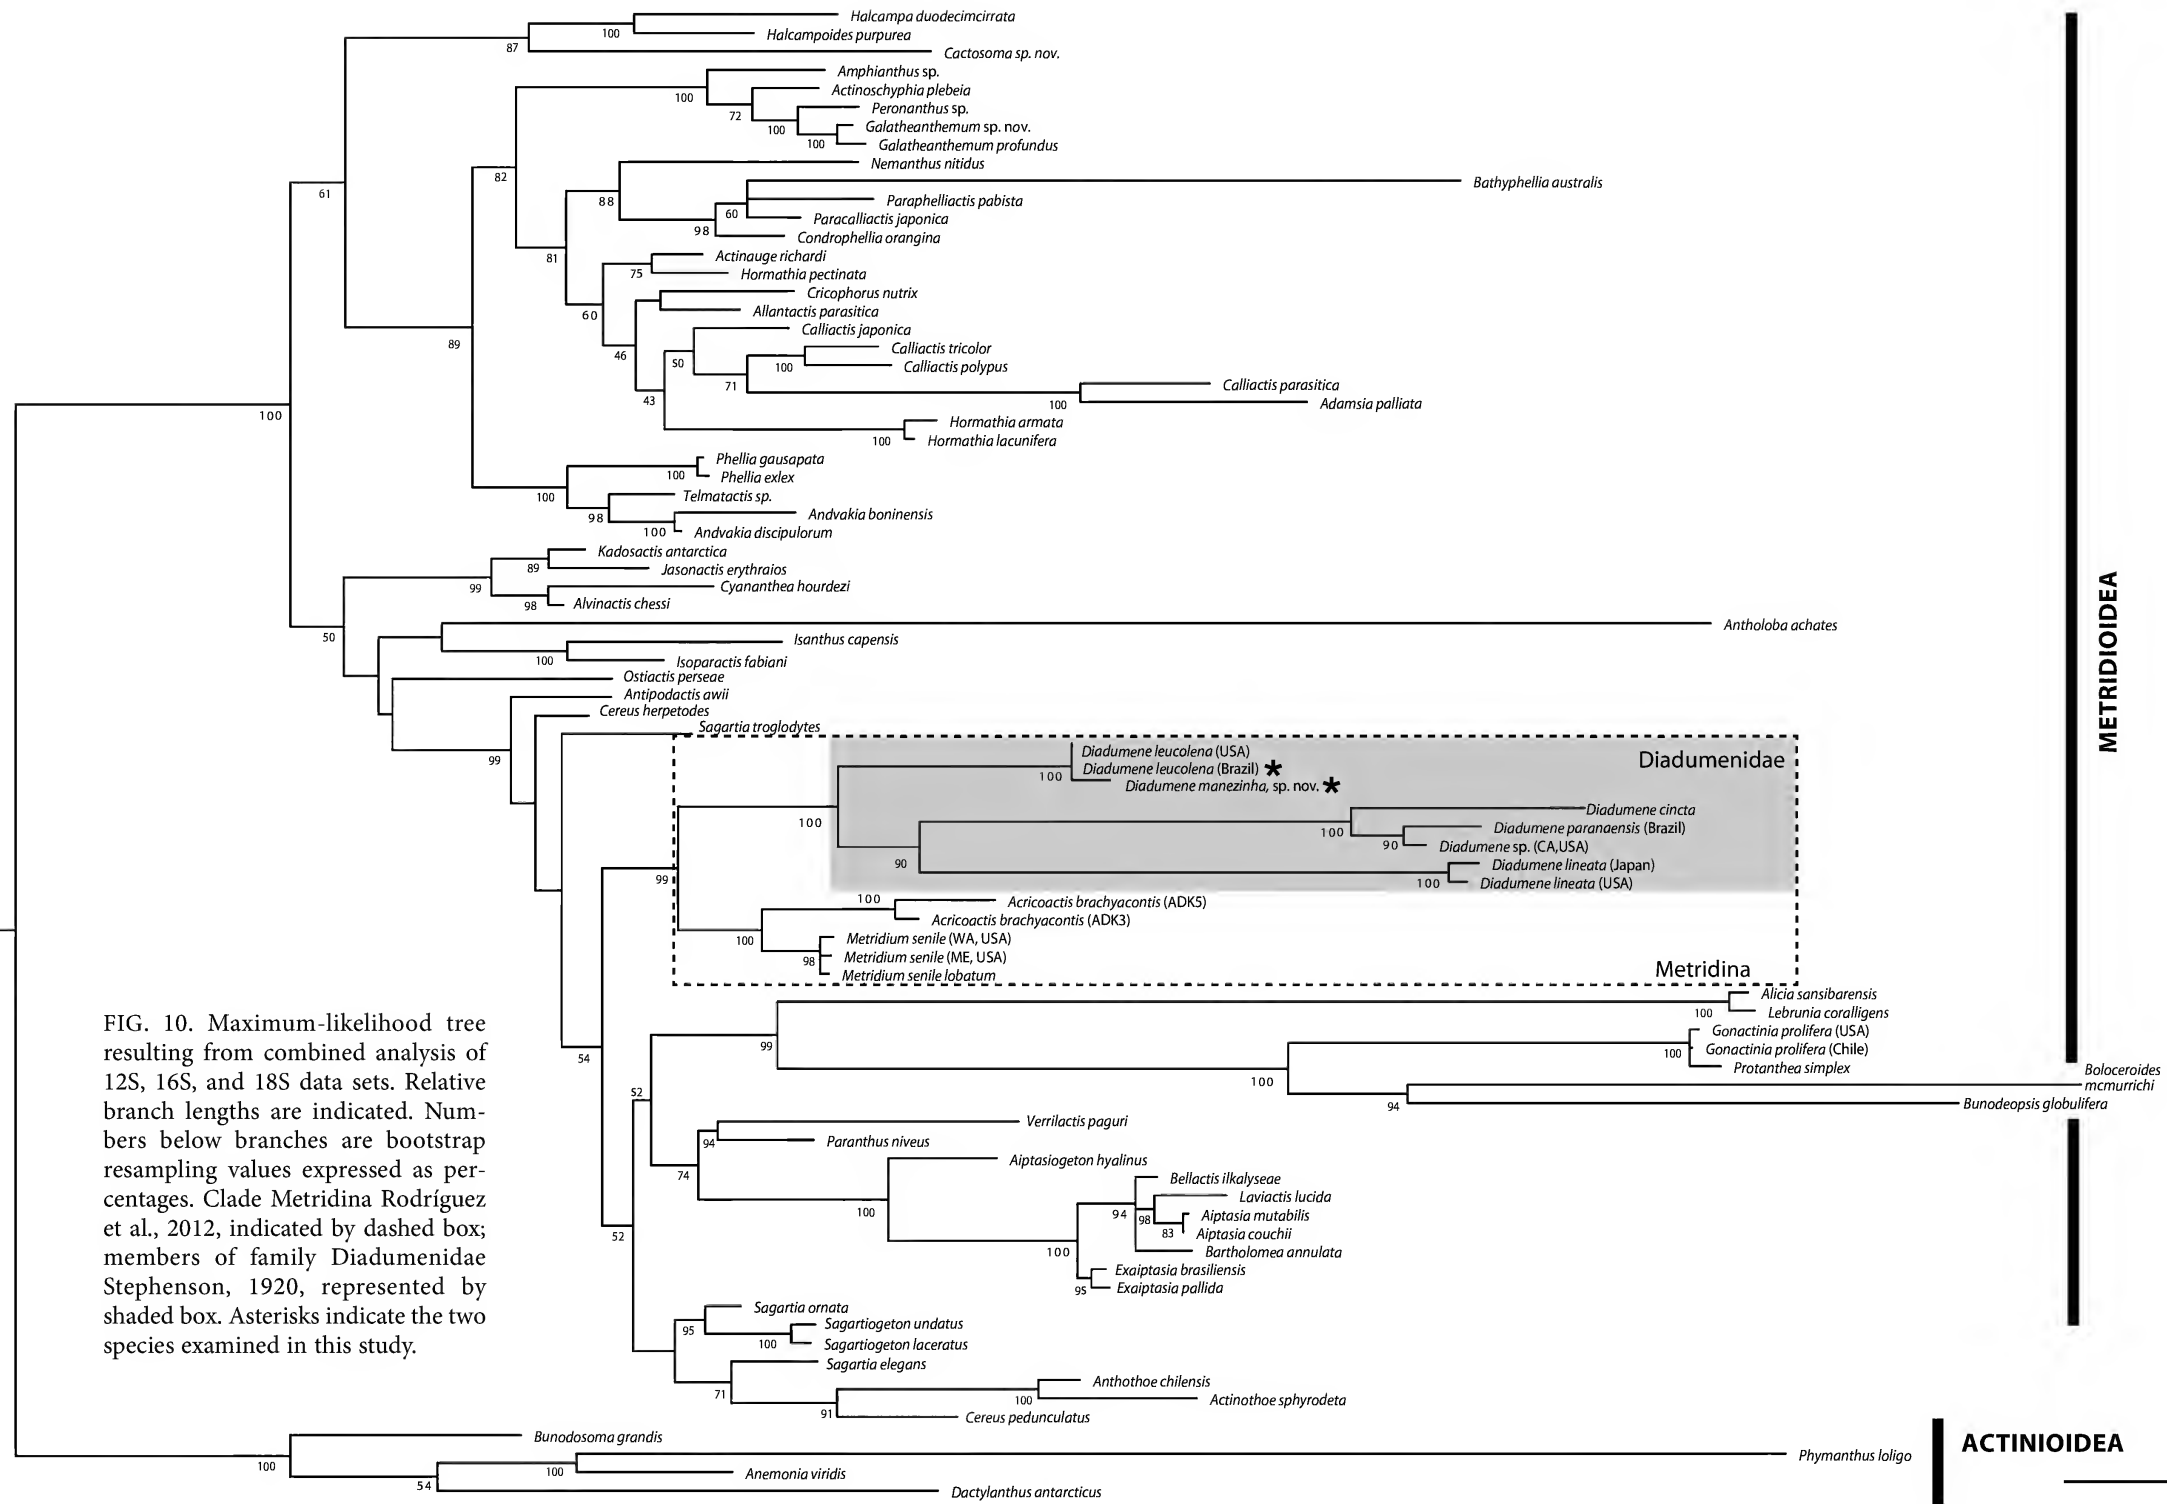 Halcampa duodecimcirrata
100
Halcampoides purpurea
87
Cactosoma sp. nov.
Amphianthus sp.
Actinoschyphia plebeia
100
Peronanthus sp.
72
Galatheanthemum sp. nov.
100
Galatheanthemum profundus
100
Nemanthus nitidus
82
Bathyphellia australis
61
Paraphelliactis pabista
88
60
Paracalliactis japonica
98
Condrophellia orangina
Actinauge richardi
81
75
Hormathia pectinata
Cricophorus nutrix
Allantactis parasitica
60
Calliactis japonica
89
Calliactis tricolor
46
50
100
Calliactis polypus
71
Calliactis parasitica
43
100
Adamsia palliata
100
Hormathia armata
100
Hormathia lacunifera
Phellia gausapata
100
Phellia exlex
100
Telmatactis sp.
98
Andvakia boninensis
100
Andvakia discipulorum
Kadosactis antarctica
89
Jasonactis erythraios
99
Cyananthea hourdezi
98
Alvinactis chessi
Antholoba achates
50
Isanthus capensis
100
Isoparactis fabiani
Ostiactis perseae
Antipodactis awii
Cereus herpetodes
Sagartia troglodytes
99
METRIDIOIDEA
Diadumenidae
Diadumene leucolena (USA)
Diadumene leucolena (Brazil) *
100
Diadumene manezinha, sp. nov. *
Diadumene cincta
100
100
Diadumene paranaensis (Brazil)
90
Diadumene sp. (CA,USA)
90
Diadumene lineata (Japan)
99
100
Diadumene lineata (USA)
100
Acricoactis brachyacontis (ADK5)
Acricoactis brachyacontis (ADK3)
100
Metridium senile (WA, USA)
98
Metridium senile (ME, USA)
Metridium senile lobatum
Metridina
Alicia sansibarensis
100
Lebrunia coralligens
Gonactinia prolifera (USA)
99
100
Gonactinia prolifera (Chile)
54
Protanthea simplex
Boloceroides
mcmurrichi
100
52
94
Bunodeopsis globulifera
Verrilactis paguri
94
Paranthus niveus
74
Aiptasiogeton hyalinus
Bellactis ilkalyseae
Laviactis lucida
100
94
98
Aiptasia mutabilis
52
83
Aiptasia couchii
100
Bartholomea annulata
Exaiptasia brasiliensis
95
Exaiptasia pallida
Sagartia ornata
95
Sagartiogeton undatus
100
Sagartiogeton laceratus
Sagartia elegans
71
Anthothoe chilensis
100
Actinothoe sphyrodeta
91
Cereus pedunculatus
FIG. 10. Maximum-likelihood tree
resulting from combined analysis of
12S, 16S, and 18S data sets. Relative
branch lengths are indicated. Num-
bers below branches are bootstrap
resampling values expressed as per-
centages. Clade Metridina Rodríguez
et al., 2012, indicated by dashed box;
members of family Diadumenidae
Stephenson, 1920, represented by
shaded box. Asterisks indicate the two
species examined in this study.
Bunodosoma grandis
100
Phymanthus loligo
100
Anemonia viridis
54
Dactylanthus antarcticus
ACTINIOIDEA